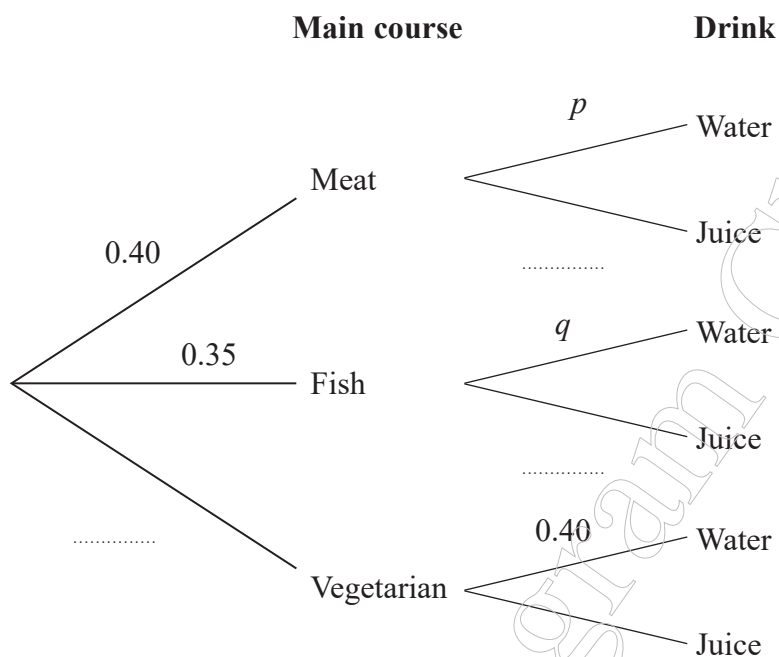 Main course Drink
p
Water
Meat
0.40
Juice
..............
q
0.35
Water
Fish
Juice
..............
0.40
..............
Water
Vegetarian
Juice